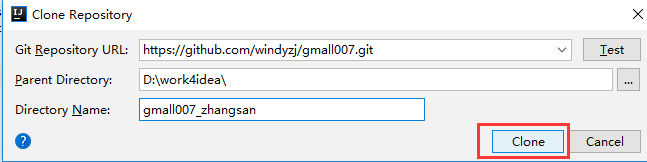 Clone Repository
Git Repository URL: https://github.com/windyzj/gmall007.git Test
Parent Directory: D:\work4idea\ ...
Directory Name: gmall007_zhangsan
? Clone Cancel